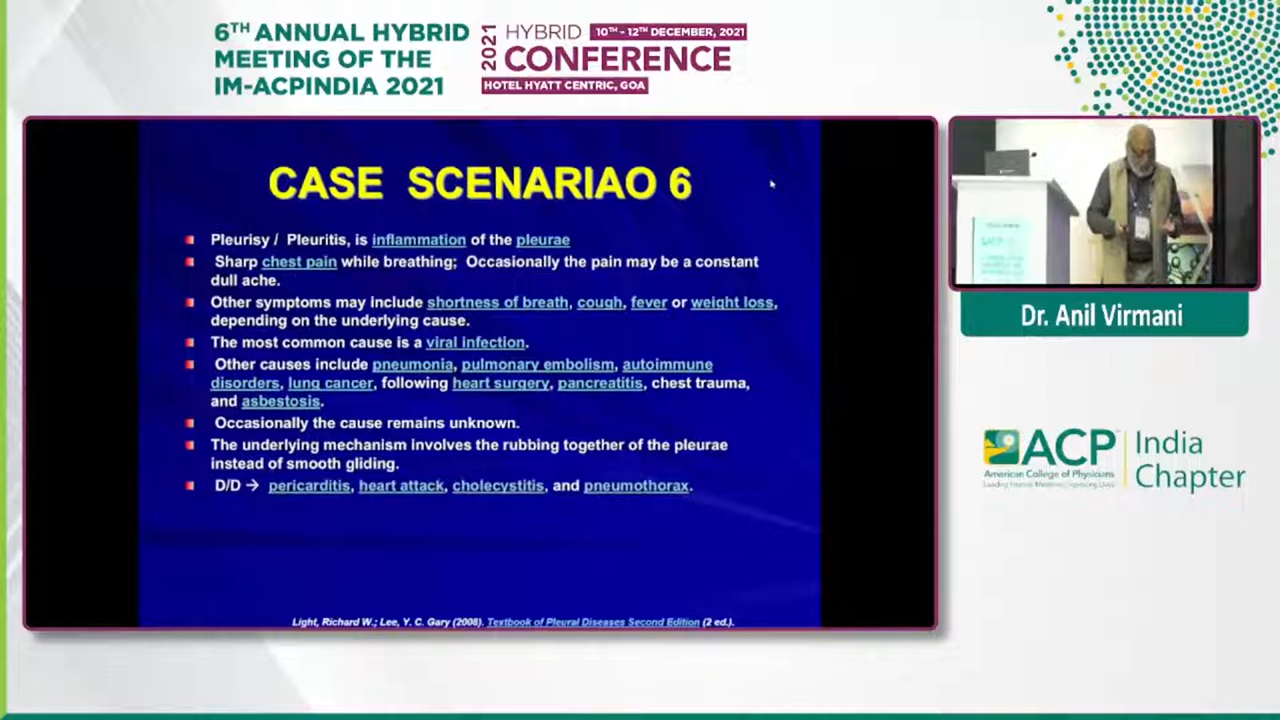 6TH ANNUAL HYBRID
MEETING OF THE
IM-ACPINDIA 2021
2021
HYBRID 10TH - 12TH DECEMBER, 2021
CONFERENCE
HOTEL HYATT CENTRIC, GOA
CASE SCENARIAO 6
Pleurisy / Pleuritis, is inflammation of the pleurae
Sharp chest pain while breathing; Occasionally the pain may be a constant
dull ache.
Other symptoms may include shortness of breath, cough, fever or weight loss,
depending on the underlying cause.
The most common cause is a viral infection.
Other causes include pneumonia, pulmonary embolism, autoimmune
disorders, lung cancer, following heart surgery, pancreatitis, chest trauma,
and asbestosis.
Occasionally the cause remains unknown.
The underlying mechanism involves the rubbing together of the pleurae
instead of smooth gliding.
D/D → pericarditis, heart attack, cholecystitis, and pneumothorax.
Light, Richard W.; Lee, Y. C. Gary (2008). Textbook of Pleural Diseases Second Edition (2 ed.).
Dr. Anil Virmani
ACP
American College of Physicians
India
Chapter